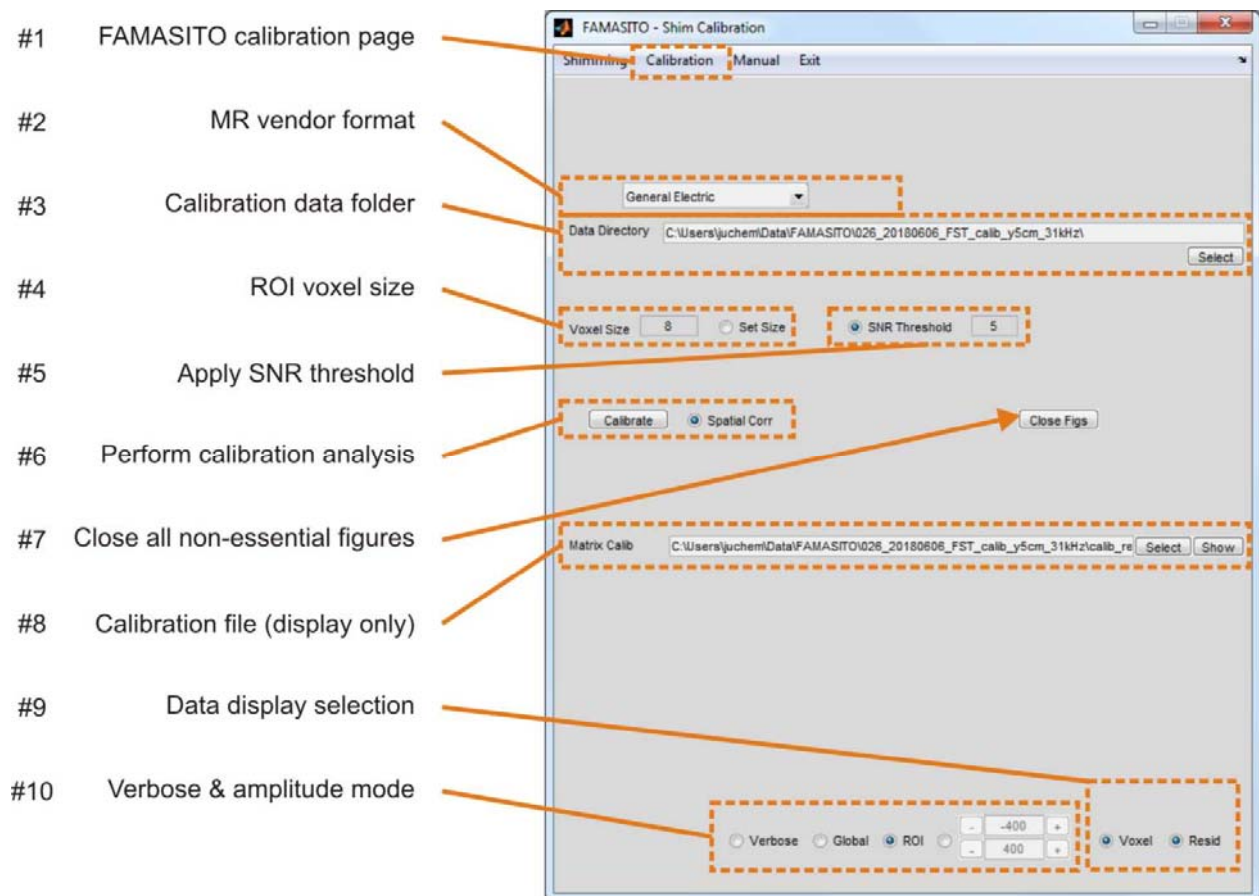 #1 FAMASITO calibration page
#2 MR vendor format
#3 Calibration data folder
#4 ROI voxel size
#5 Apply SNR threshold
#6 Perform calibration analysis
#7 Close all non-essential figures
#8 Calibration file (display only)
#9 Data display selection
#10 Verbose & amplitude mode
FAMASITO - Shim Calibration
Shimming Calibration Manual Exit
General Electric
Data Directory C:\Users\juchem\Data\FAMASITO\026_20180606_FST_calib_y5cm_31kHz\
Select
Voxel Size 8 Set Size SNR Threshold 5
Calibrate Spatial Corr Close Figs
Matrix Calib C:\Users\juchem\Data\FAMASITO\026_20180606_FST_calib_y5cm_31kHz\calib_re Select Show
- -400 +
Verbose Global ROI - 400 + Voxel Resid